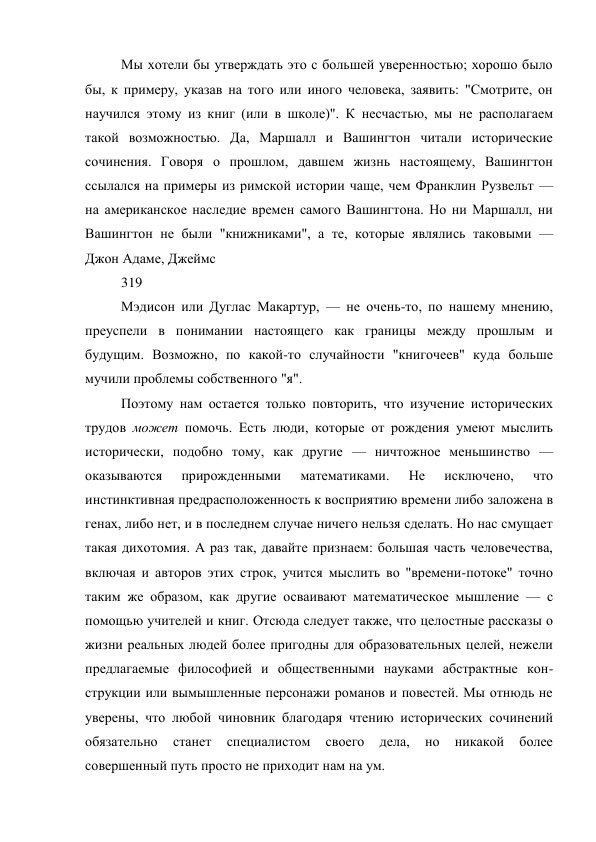 Мы хотели бы утверждать это с большей уверенностью; хорошо было
бы, к примеру, указав на того или иного человека, заявить: "Смотрите, он
научился этому из книг (или в школе)". К несчастью, мы не располагаем
такой возможностью. Да, Маршалл и Вашингтон читали исторические
сочинения. Говоря о прошлом, давшем жизнь настоящему, Вашингтон
ссылался на примеры из римской истории чаще, чем Франклин Рузвельт —
на американское наследие времен самого Вашингтона. Но ни Маршалл, ни
Вашингтон не были "книжниками", а те, которые являлись таковыми —
Джон Адаме, Джеймс
319
Мэдисон или Дуглас Макартур, — не очень-то, по нашему мнению,
преуспели в понимании настоящего как границы между прошлым и
будущим. Возможно, по какой-то случайности "книгочеев" куда больше
мучили проблемы собственного "я".
Поэтому нам остается только повторить, что изучение исторических
трудов может помочь. Есть люди, которые от рождения умеют мыслить
исторически, подобно тому, как другие — ничтожное меньшинство —
оказываются прирожденными математиками. Не исключено, что
инстинктивная предрасположенность к восприятию времени либо заложена в
генах, либо нет, и в последнем случае ничего нельзя сделать. Но нас смущает
такая дихотомия. А раз так, давайте признаем: большая часть человечества,
включая и авторов этих строк, учится мыслить во "времени-потоке" точно
таким же образом, как другие осваивают математическое мышление — с
помощью учителей и книг. Отсюда следует также, что целостные рассказы о
жизни реальных людей более пригодны для образовательных целей, нежели
предлагаемые философией и общественными науками абстрактные кон-
струкции или вымышленные персонажи романов и повестей. Мы отнюдь не
уверены, что любой чиновник благодаря чтению исторических сочинений
обязательно станет специалистом своего дела, но никакой более
совершенный путь просто не приходит нам на ум.